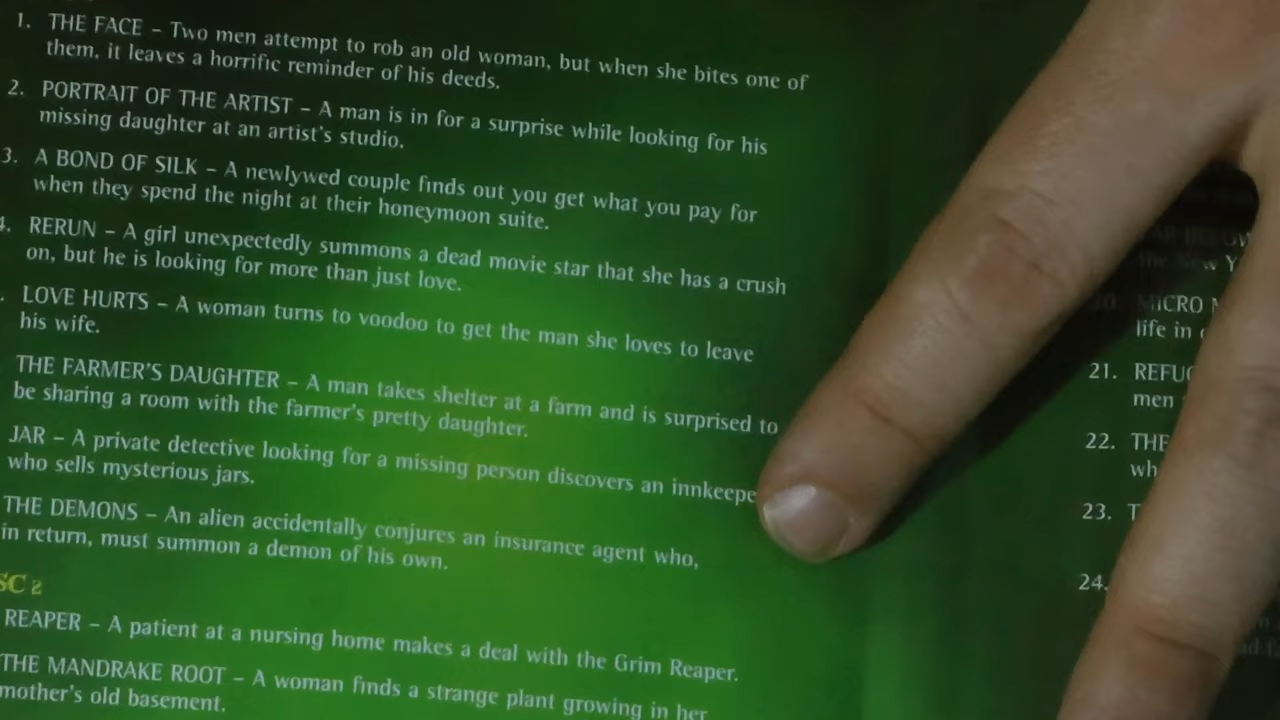 1. THE FACE – Two men attempt to rob an old woman, but when she bites one of
them, it leaves a horrific reminder of his deeds.
2. PORTRAIT OF THE ARTIST – A man is in for a surprise while looking for his
missing daughter at an artist's studio.
3. A BOND OF SILK – A newlywed couple finds out you get what you pay for
when they spend the night at their honeymoon suite.
4. RERUN – A girl unexpectedly summons a dead movie star that she has a crush
on, but he is looking for more than just love.
. LOVE HURTS – A woman turns to voodoo to get the man she loves to leave
his wife.
THE FARMER'S DAUGHTER – A man takes shelter at a farm and is surprised to
be sharing a room with the farmer's pretty daughter.
JAR – A private detective looking for a missing person discovers an innkeepe
who sells mysterious jars.
THE DEMONS – An alien accidentally conjures an insurance agent who,
in return, must summon a demon of his own.
SC 2
REAPER – A patient at a nursing home makes a deal with the Grim Reaper.
THE MANDRAKE ROOT – A woman finds a strange plant growing in her
mother's old basement.
20. MICRO
life in
21. REFUG
men
22. THE
wh
23. T
24.